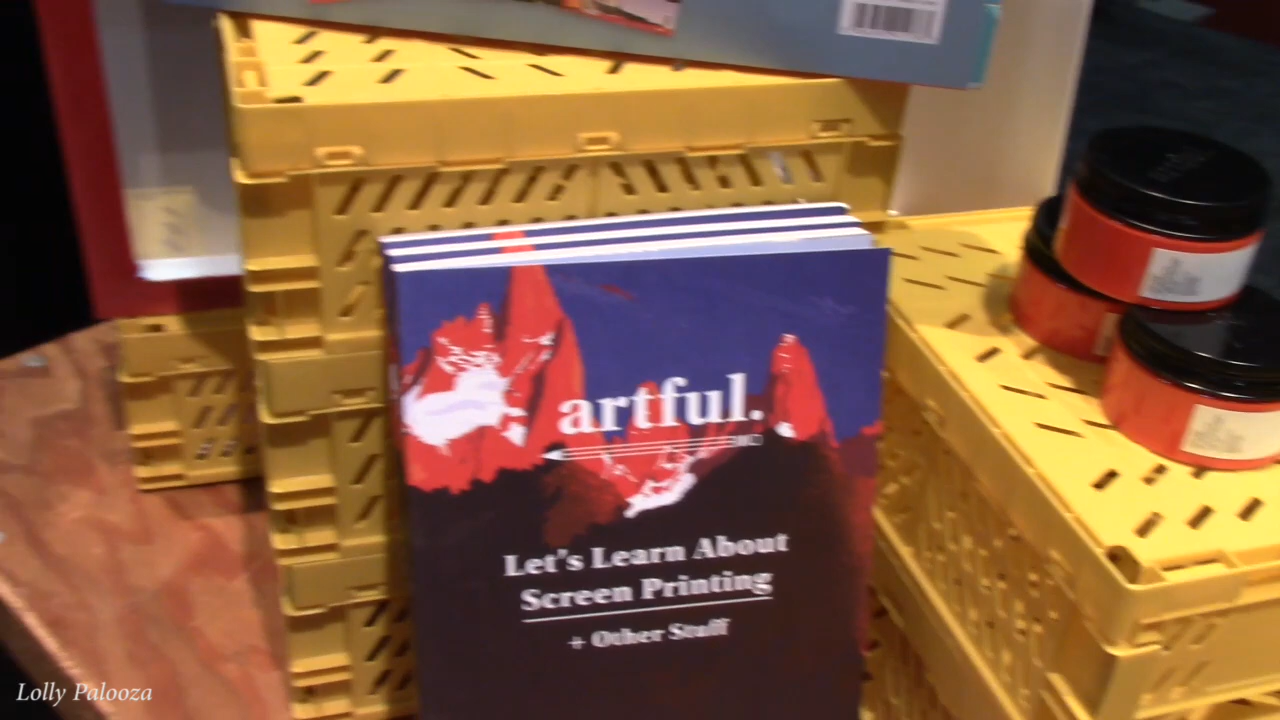 artful.
Let's Learn About
Screen Printing
+ Other Stuff
Lolly Palooza